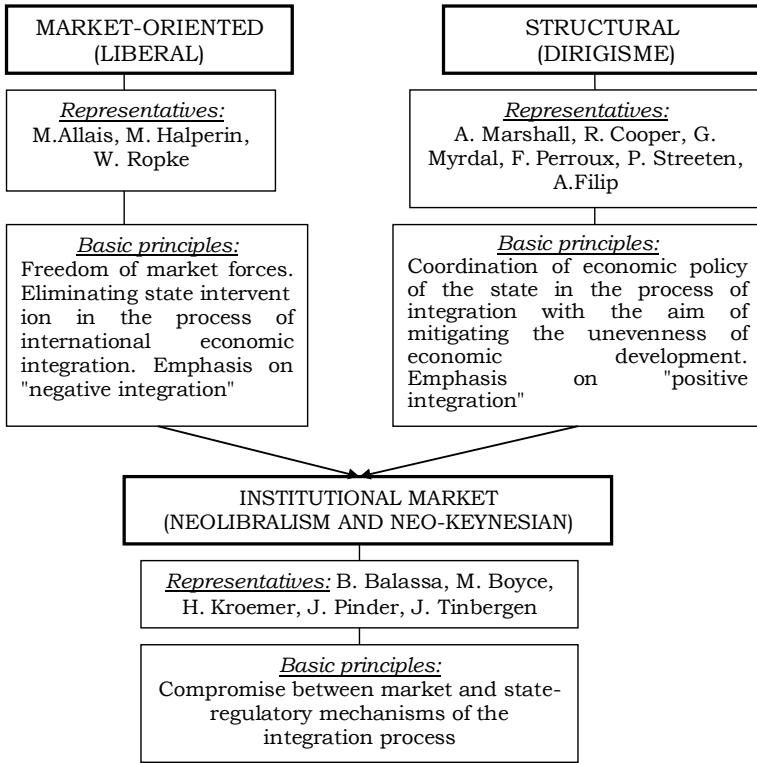 MARKET-ORIENTED
(LIBERAL)
Representatives:
M.Allais, M. Halperin,
W. Ropke
Basic principles:
Freedom of market forces.
Eliminating state intervent
ion in the process of
international economic
integration. Emphasis on
"negative integration"
STRUCTURAL
(DIRIGISME)
Representatives:
A. Marshall, R. Cooper, G.
Myrdal, F. Perroux, P. Streeten,
A.Filip
Basic principles:
Coordination of economic policy
of the state in the process of
integration with the aim of
mitigating the unevenness of
economic development.
Emphasis on "positive
integration"
INSTITUTIONAL MARKET
(NEOLIBRALISM AND NEO-KEYNESIAN)
Representatives: B. Balassa, M. Boyce,
H. Kroemer, J. Pinder, J. Tinbergen
Basic principles:
Compromise between market and state-
regulatory mechanisms of the
integration process